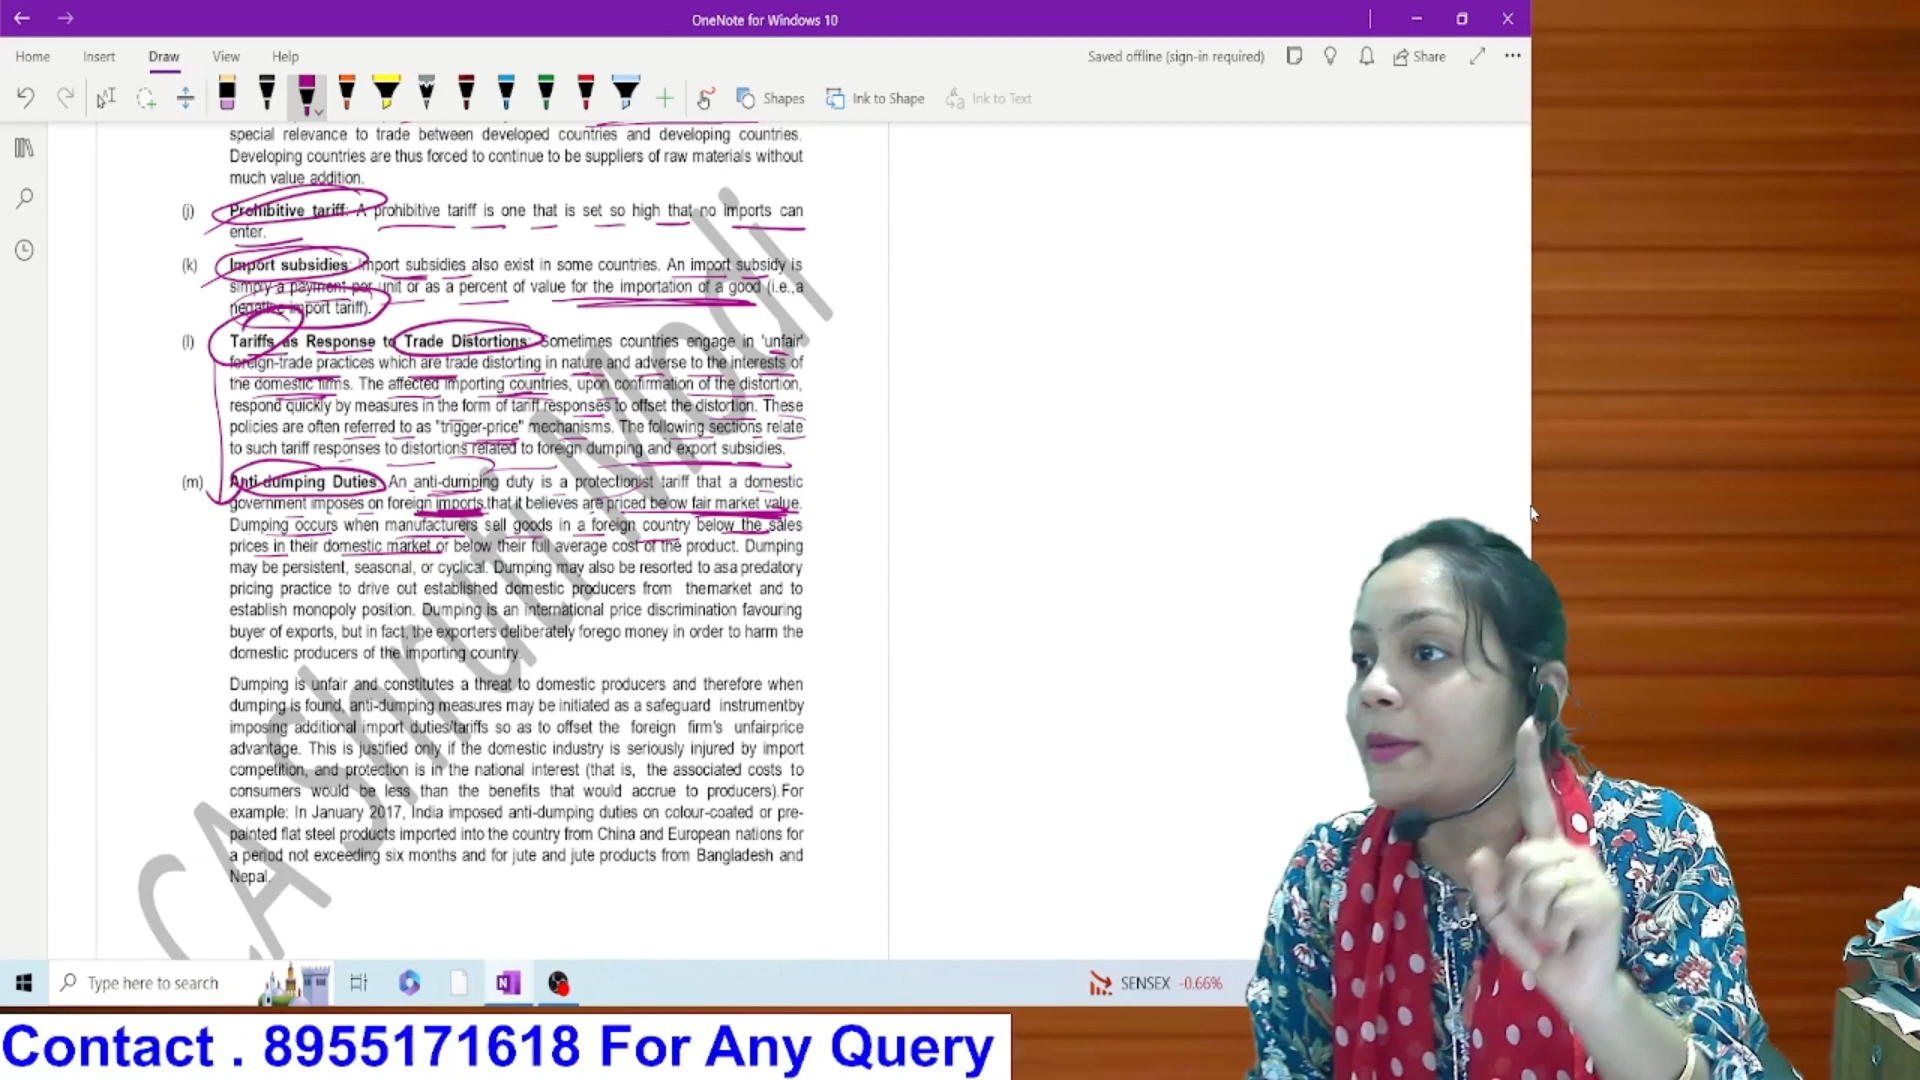 OneNote for Windows 10
Home Insert Draw View Help Saved offline (sign-in required) Share
Shapes Ink to Shape Ink to Text
special relevance to trade between developed countries and developing countries.
Developing countries are thus forced to continue to be suppliers of raw materials without
much value addition.
(j) Prohibitive tariff: A prohibitive tariff is one that is set so high that no imports can
enter.
(k) Import subsidies: Import subsidies also exist in some countries. An import subsidy is
simply a payment per unit or as a percent of value for the importation of a good (i.e.,a
negative import tariff).
(l) Tariffs as Response to Trade Distortions: Sometimes countries engage in 'unfair'
foreign-trade practices which are trade distorting in nature and adverse to the interests of
the domestic firms. The affected importing countries, upon confirmation of the distortion,
respond quickly by measures in the form of tariff responses to offset the distortion. These
policies are often referred to as "trigger-price" mechanisms. The following sections relate
to such tariff responses to distortions related to foreign dumping and export subsidies.
(m) Anti-dumping Duties: An anti-dumping duty is a protectionist tariff that a domestic
government imposes on foreign imports that it believes are priced below fair market value.
Dumping occurs when manufacturers sell goods in a foreign country below the sales
prices in their domestic market or below their full average cost of the product. Dumping
may be persistent, seasonal, or cyclical. Dumping may also be resorted to asa predatory
pricing practice to drive out established domestic producers from themarket and to
establish monopoly position. Dumping is an international price discrimination favouring
buyer of exports, but in fact, the exporters deliberately forego money in order to harm the
domestic producers of the importing country.
Dumping is unfair and constitutes a threat to domestic producers and therefore when
dumping is found, anti-dumping measures may be initiated as a safeguard instrumentby
imposing additional import duties/tariffs so as to offset the foreign firm's unfairprice
advantage. This is justified only if the domestic industry is seriously injured by import
competition, and protection is in the national interest (that is, the associated costs to
consumers would be less than the benefits that would accrue to producers).For
example: In January 2017, India imposed anti-dumping duties on colour-coated or pre-
painted flat steel products imported into the country from China and European nations for
a period not exceeding six months and for jute and jute products from Bangladesh and
Nepal.
CA Shruti Modi
Type here to search SENSEX -0.66%
Contact . 8955171618 For Any Query